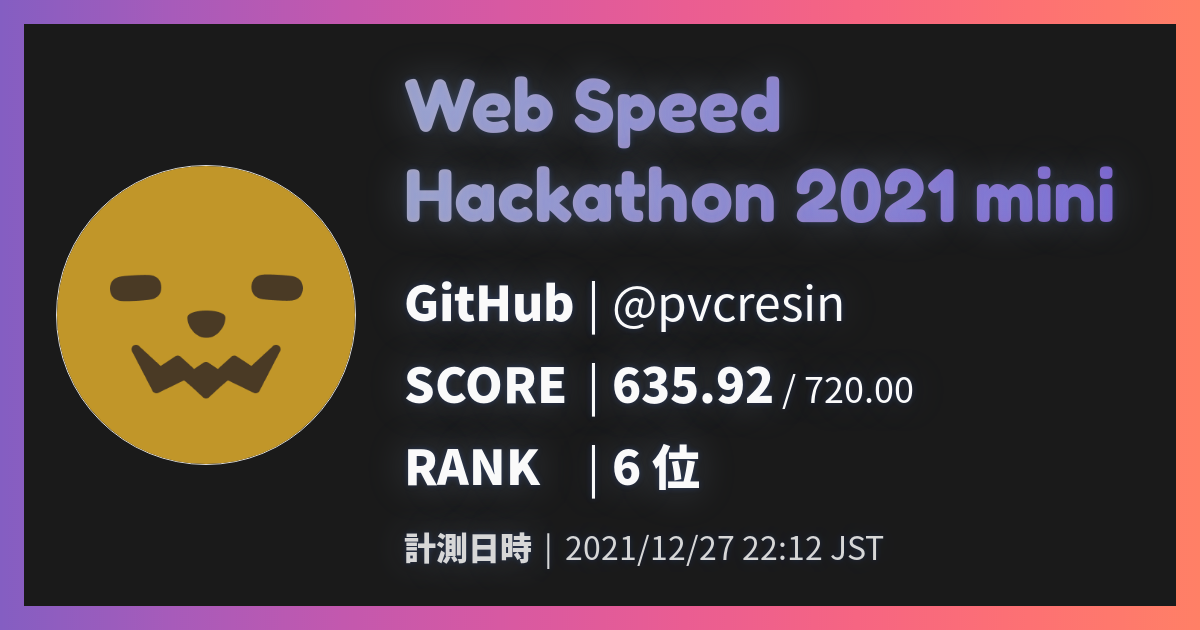 Web Speed
Hackathon 2021 mini
GitHub | @pvcresin
SCORE | 635.92 / 720.00
RANK | 6 位
計測日時 | 2021/12/27 22:12 JST